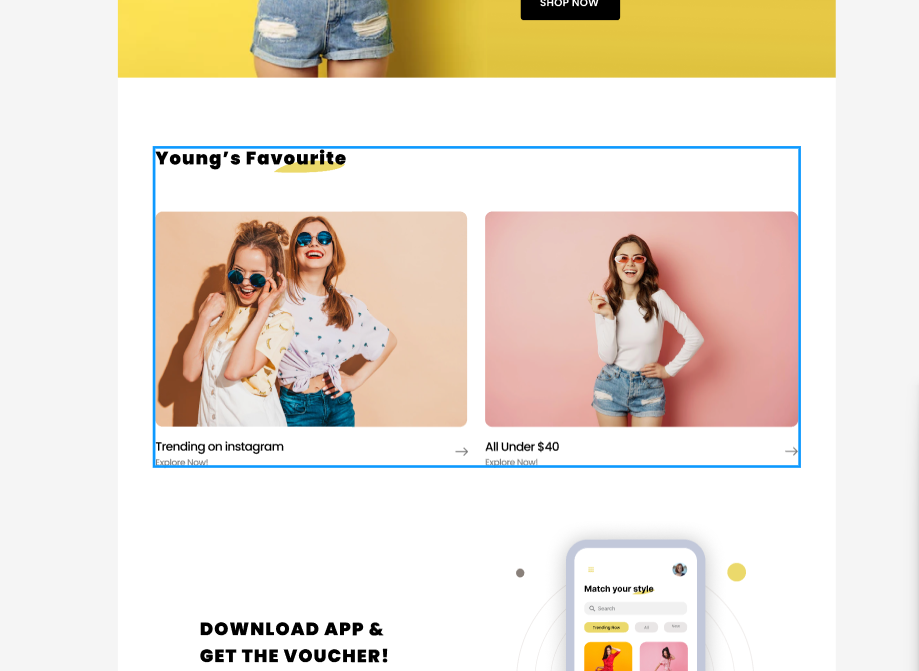 SHOP NOW
Young's Favourite
Trending on instagram
Explore Now!
All Under $40
Explore Now!
Match your style
Search
Trending Now
All
DOWNLOAD APP &
GET THE VOUCHER!